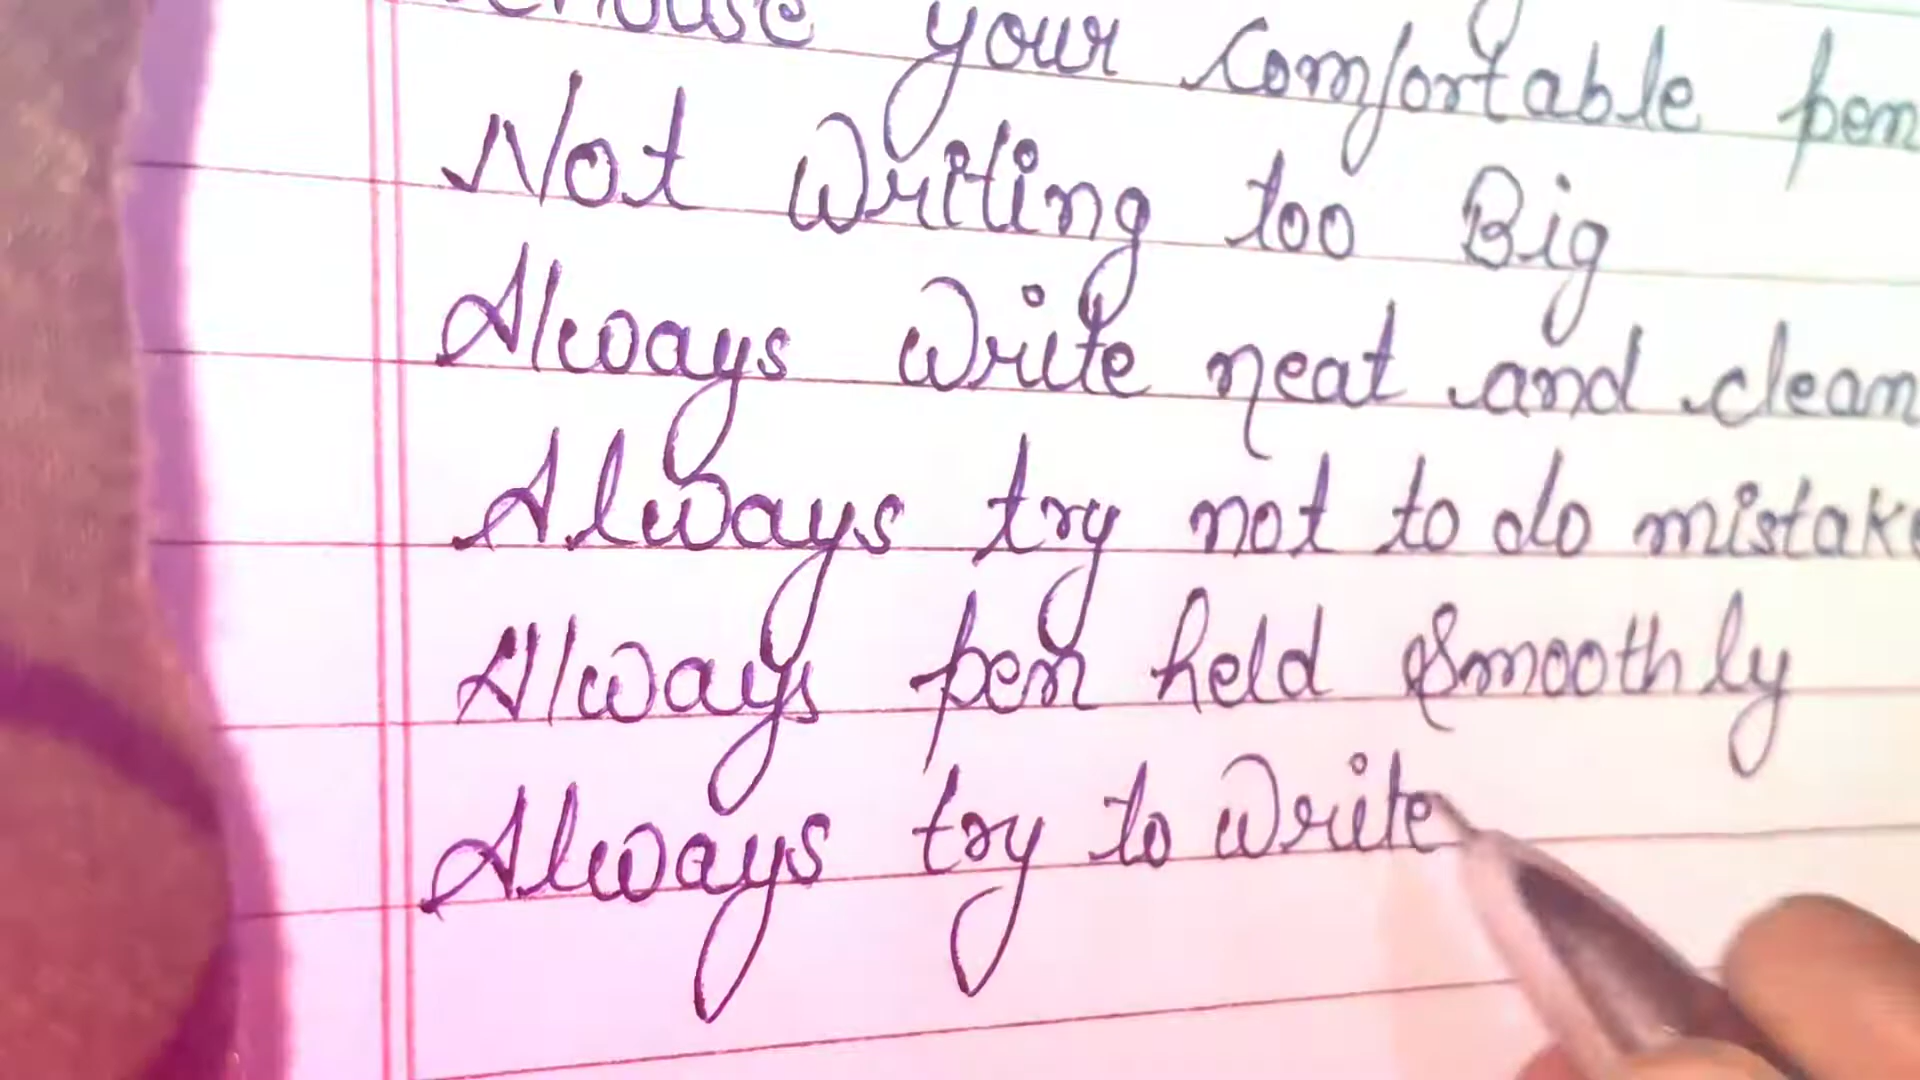 Choose your comfortable pen
Not Writing too Big
Always Write neat and clean
Always try not to do mistake
Always pen held Smoothly
Always try to Write